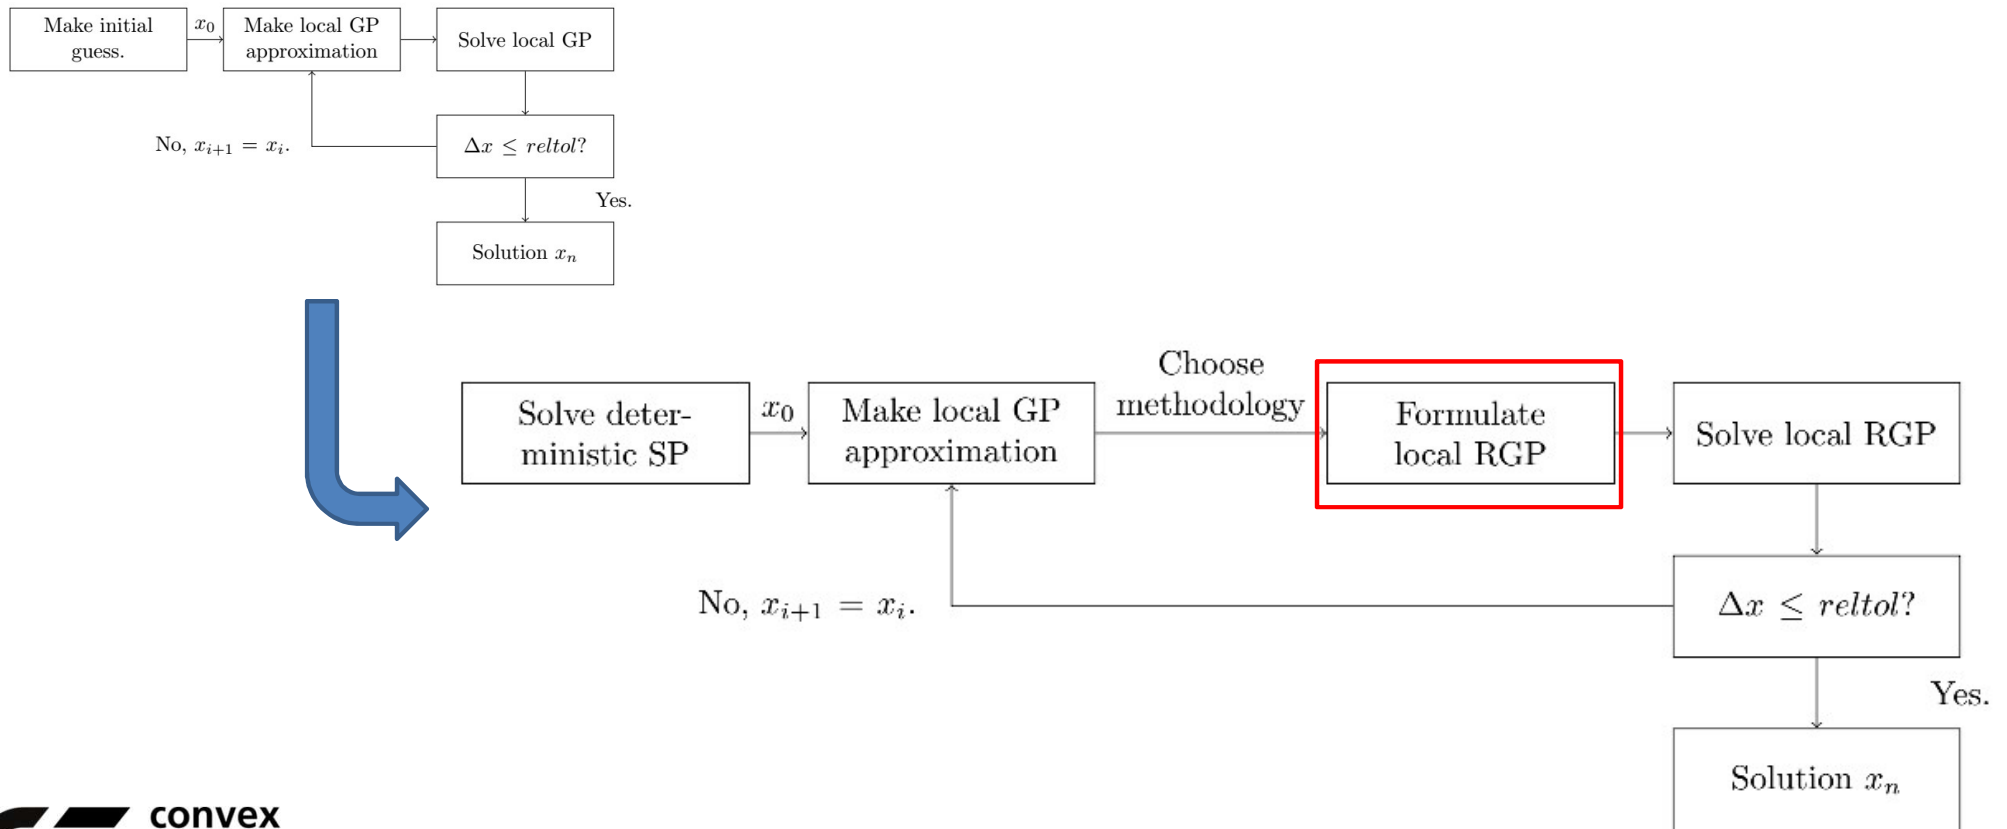 Make initial
guess.
x₀
Make local GP
approximation
Solve local GP
No, xᵢ₊₁ = xᵢ.
Δx ≤ reltol?
Yes.
Solution xₙ
Choose
methodology
Solve deter-
ministic SP
x₀
Make local GP
approximation
Formulate
local RGP
Solve local RGP
No, xᵢ₊₁ = xᵢ.
Δx ≤ reltol?
Yes.
Solution xₙ
convex